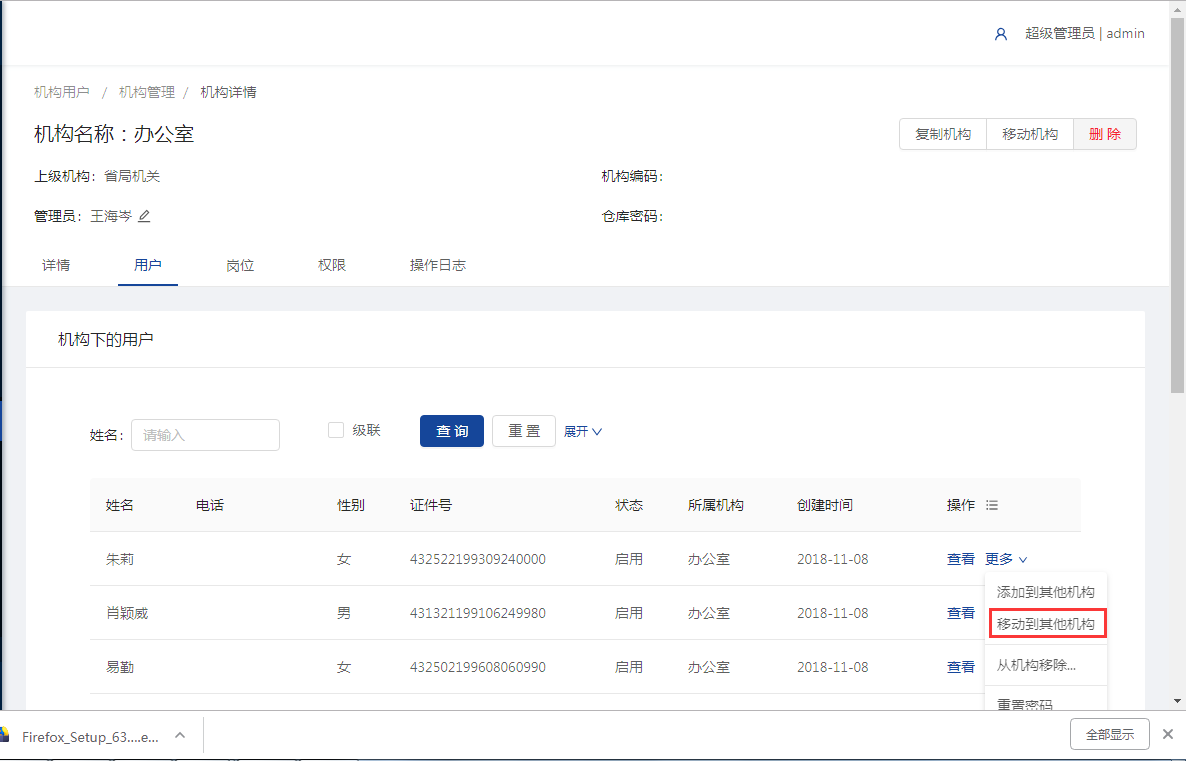 超级管理员 | admin
机构用户 / 机构管理 / 机构详情
机构名称：办公室
复制机构 移动机构 删 除
上级机构：省局机关 机构编码：
管理员：王海岑 仓库密码：
详情 用户 岗位 权限 操作日志
机构下的用户
姓名： 请输入 级联 查 询 重 置 展开
姓名 电话 性别 证件号 状态 所属机构 创建时间 操作
朱莉 女 432522199309240000 启用 办公室 2018-11-08 查看 更多
添加到其他机构
肖颖威 男 431321199106249980 启用 办公室 2018-11-08 查看
移动到其他机构
易勤 女 432502199608060990 启用 办公室 2018-11-08 查看
从机构移除...
重置密码
Firefox_Setup_63....e... 全部显示